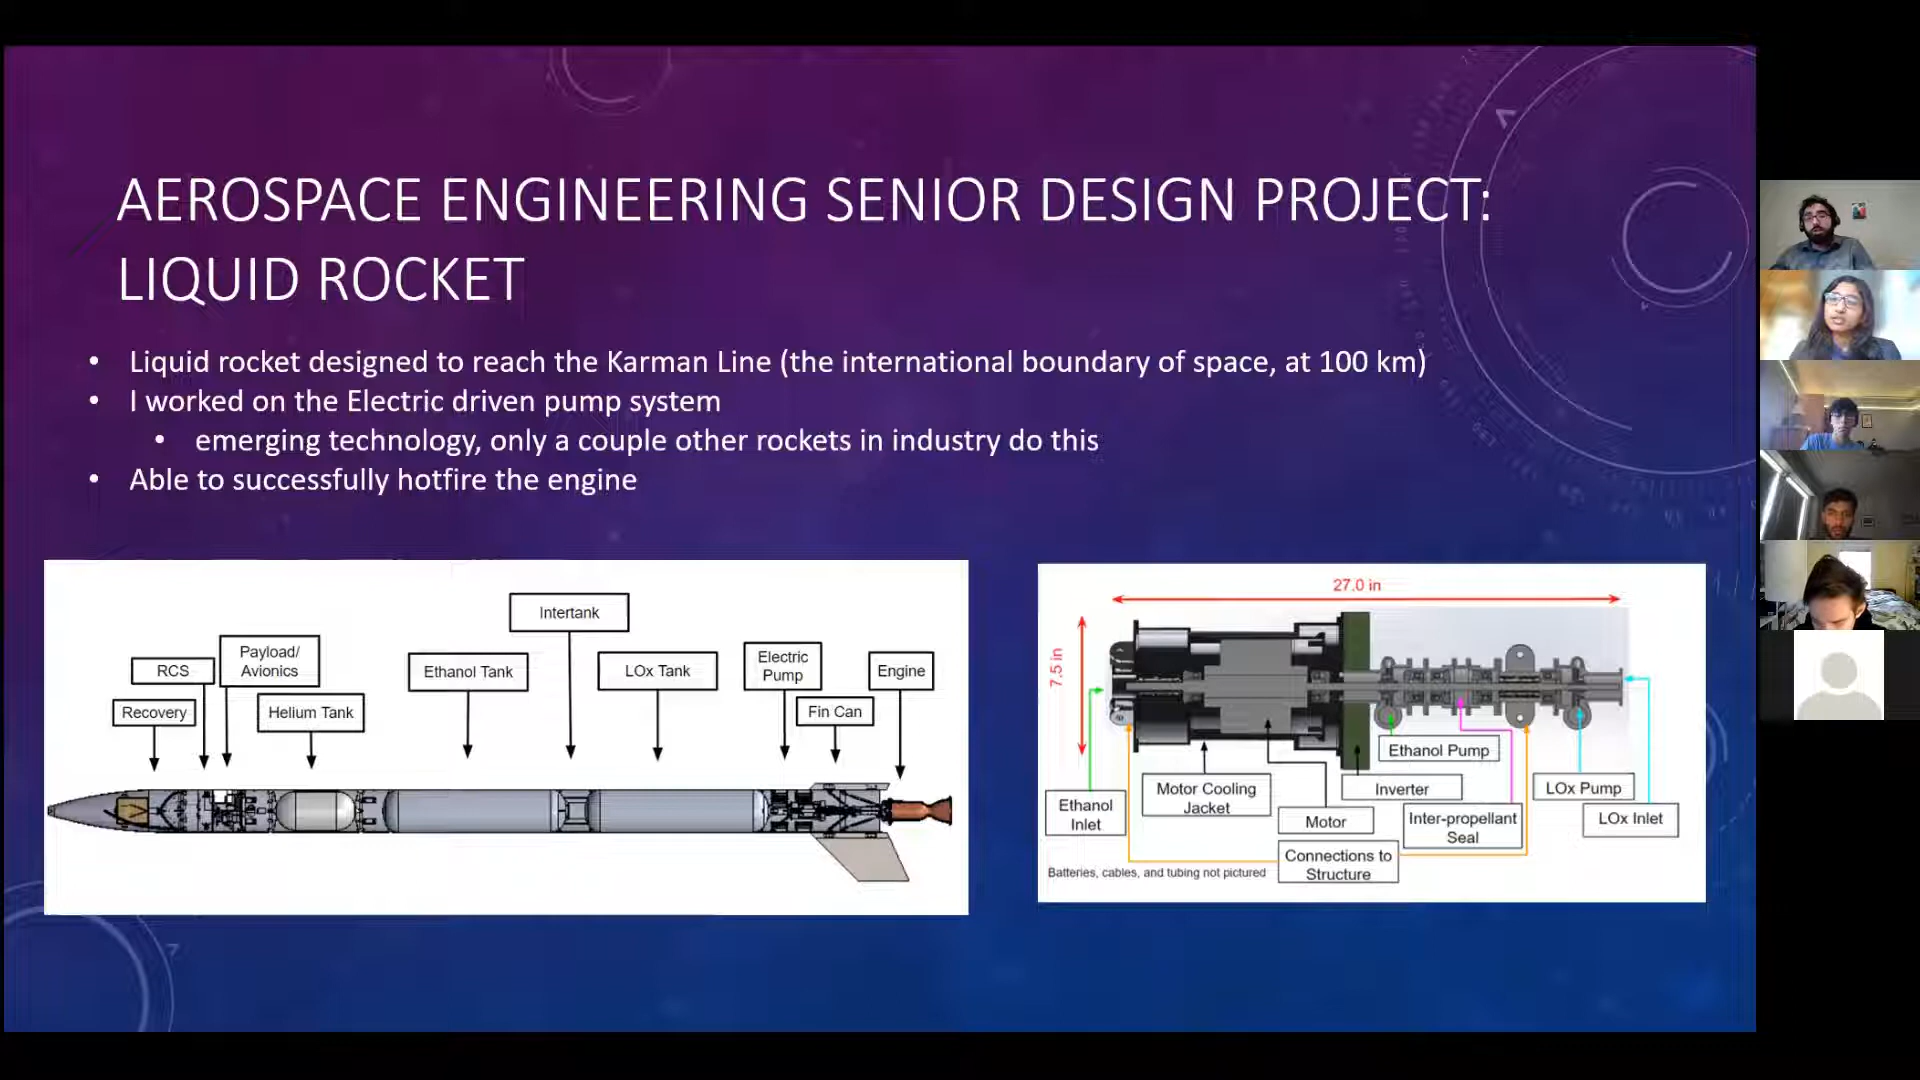 AEROSPACE ENGINEERING SENIOR DESIGN PROJECT:
LIQUID ROCKET
• Liquid rocket designed to reach the Karman Line (the international boundary of space, at 100 km)
• I worked on the Electric driven pump system
• emerging technology, only a couple other rockets in industry do this
• Able to successfully hotfire the engine
Intertank
RCS
Payload/
Avionics
Ethanol Tank
LOx Tank
Electric
Pump
Engine
Recovery
Helium Tank
Fin Can
27.0 in
7.5 in
Ethanol Pump
Motor Cooling
Jacket
Inverter
LOx Pump
Ethanol
Inlet
Motor
Inter-propellant
Seal
LOx Inlet
Connections to
Structure
Batteries, cables, and tubing not pictured